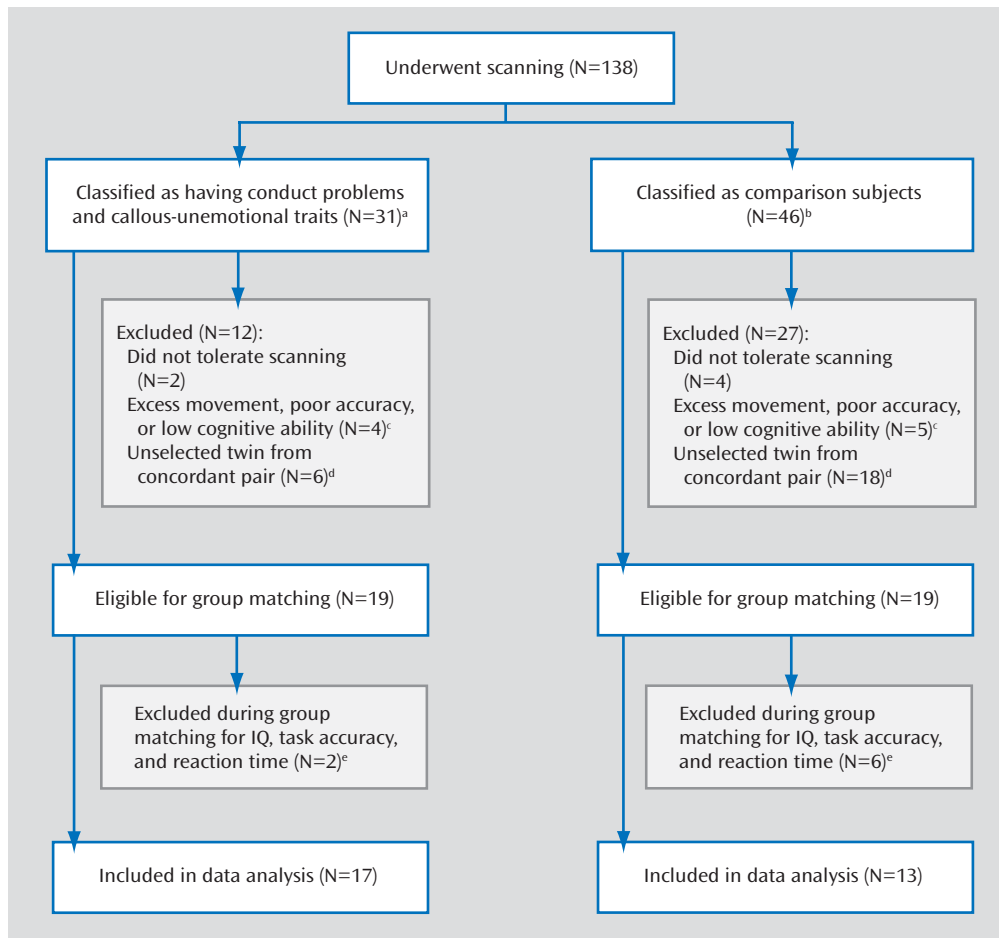 Underwent scanning (N=138)
Classified as having conduct problems
and callous-unemotional traits (N=31)ᵃ
Classified as comparison subjects
(N=46)ᵇ
Excluded (N=12):
Did not tolerate scanning
(N=2)
Excess movement, poor accuracy,
or low cognitive ability (N=4)ᶜ
Unselected twin from
concordant pair (N=6)ᵈ
Excluded (N=27):
Did not tolerate scanning
(N=4)
Excess movement, poor accuracy,
or low cognitive ability (N=5)ᶜ
Unselected twin from
concordant pair (N=18)ᵈ
Eligible for group matching (N=19)
Eligible for group matching (N=19)
Excluded during group
matching for IQ, task accuracy,
and reaction time (N=2)ᵉ
Excluded during group
matching for IQ, task accuracy,
and reaction time (N=6)ᵉ
Included in data analysis (N=17)
Included in data analysis (N=13)